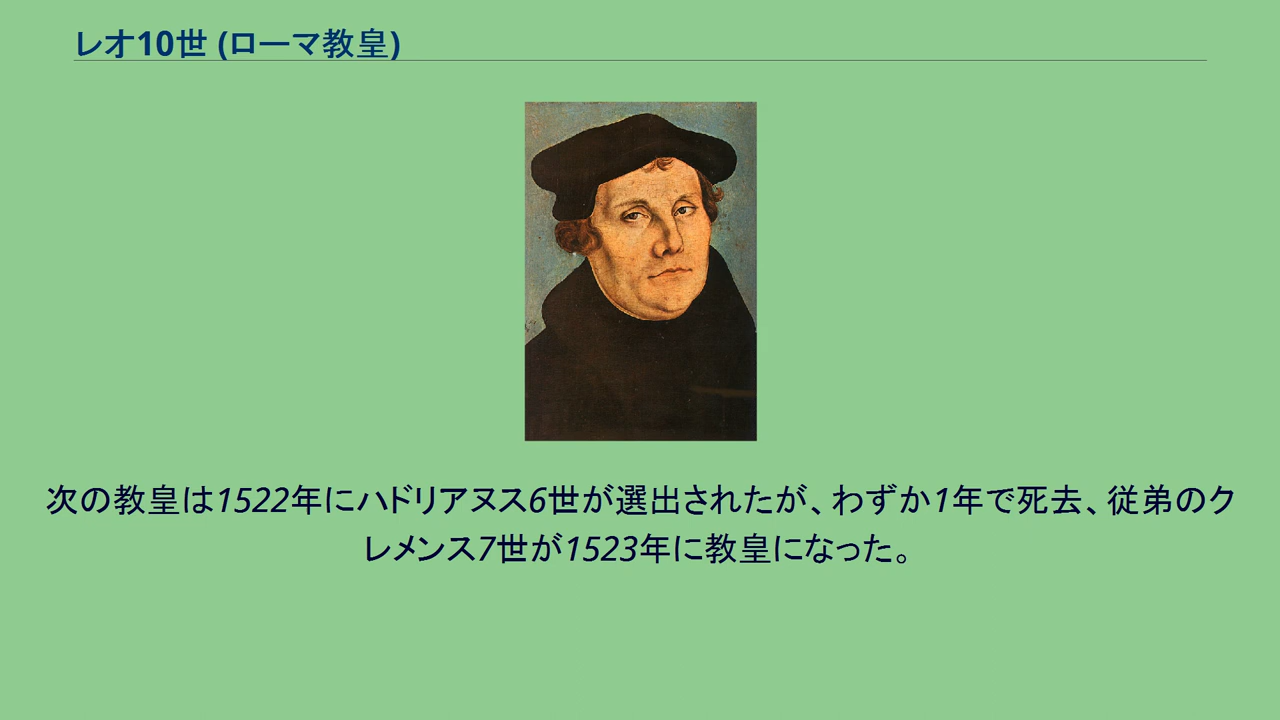 レオ10世 (ローマ教皇)
次の教皇は1522年にハドリアヌス6世が選出されたが、わずか1年で死去、従弟のク
レメンス7世が1523年に教皇になった。